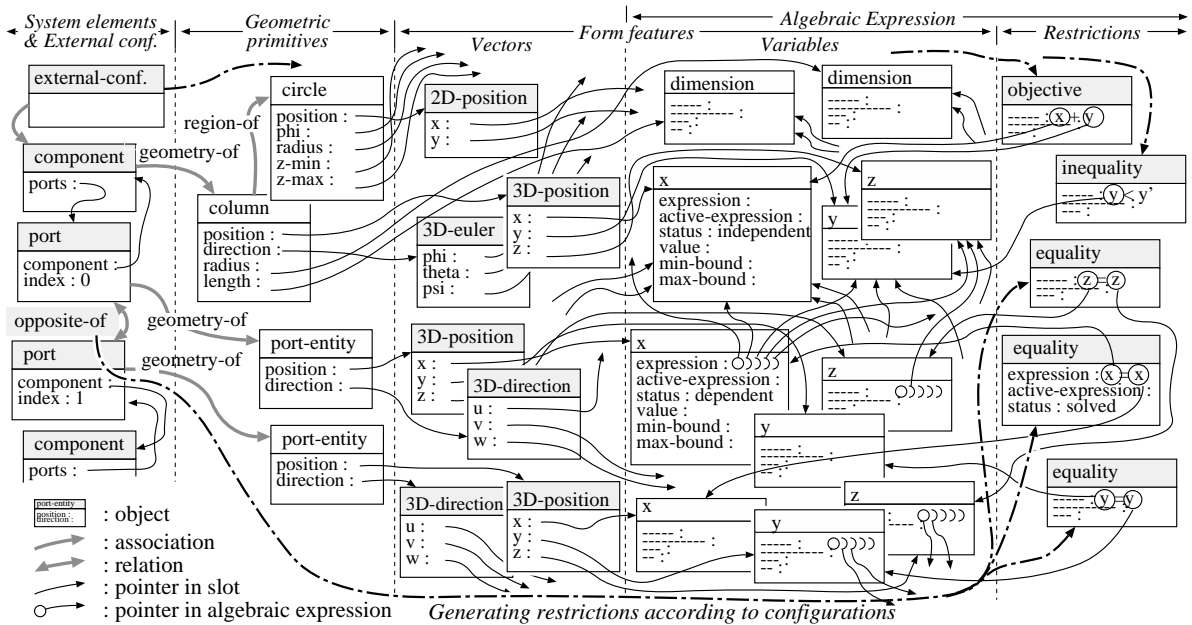 System elements
& External conf.
Geometric
primitives
Form features
Vectors
Algebraic Expression
Variables
Restrictions
external-conf.
component
ports :
port
component :
index : 0
opposite-of
port
component :
index : 1
component
ports :
geometry-of
region-of
geometry-of
geometry-of
circle
position :
phi :
radius :
z-min :
z-max :
column
position :
direction :
radius :
length :
port-entity
position :
direction :
port-entity
position :
direction :
2D-position
x :
y :
3D-euler
phi :
theta :
psi :
3D-position
x :
y :
z :
3D-position
x :
y :
z :
3D-direction
u :
v :
w :
3D-direction
u :
v :
w :
3D-position
x :
y :
z :
dimension
dimension
x
expression :
active-expression :
status : independent
value :
min-bound :
max-bound :
y
z
x
expression :
active-expression :
status : dependent
value :
min-bound :
max-bound :
z
y
x
z
y
objective
x + y
inequality
y < y'
equality
z = z
equality
expression : x = x
active-expression :
status : solved
equality
y = y
port-entity
position :
direction :
: object
: association
: relation
: pointer in slot
: pointer in algebraic expression
Generating restrictions according to configurations